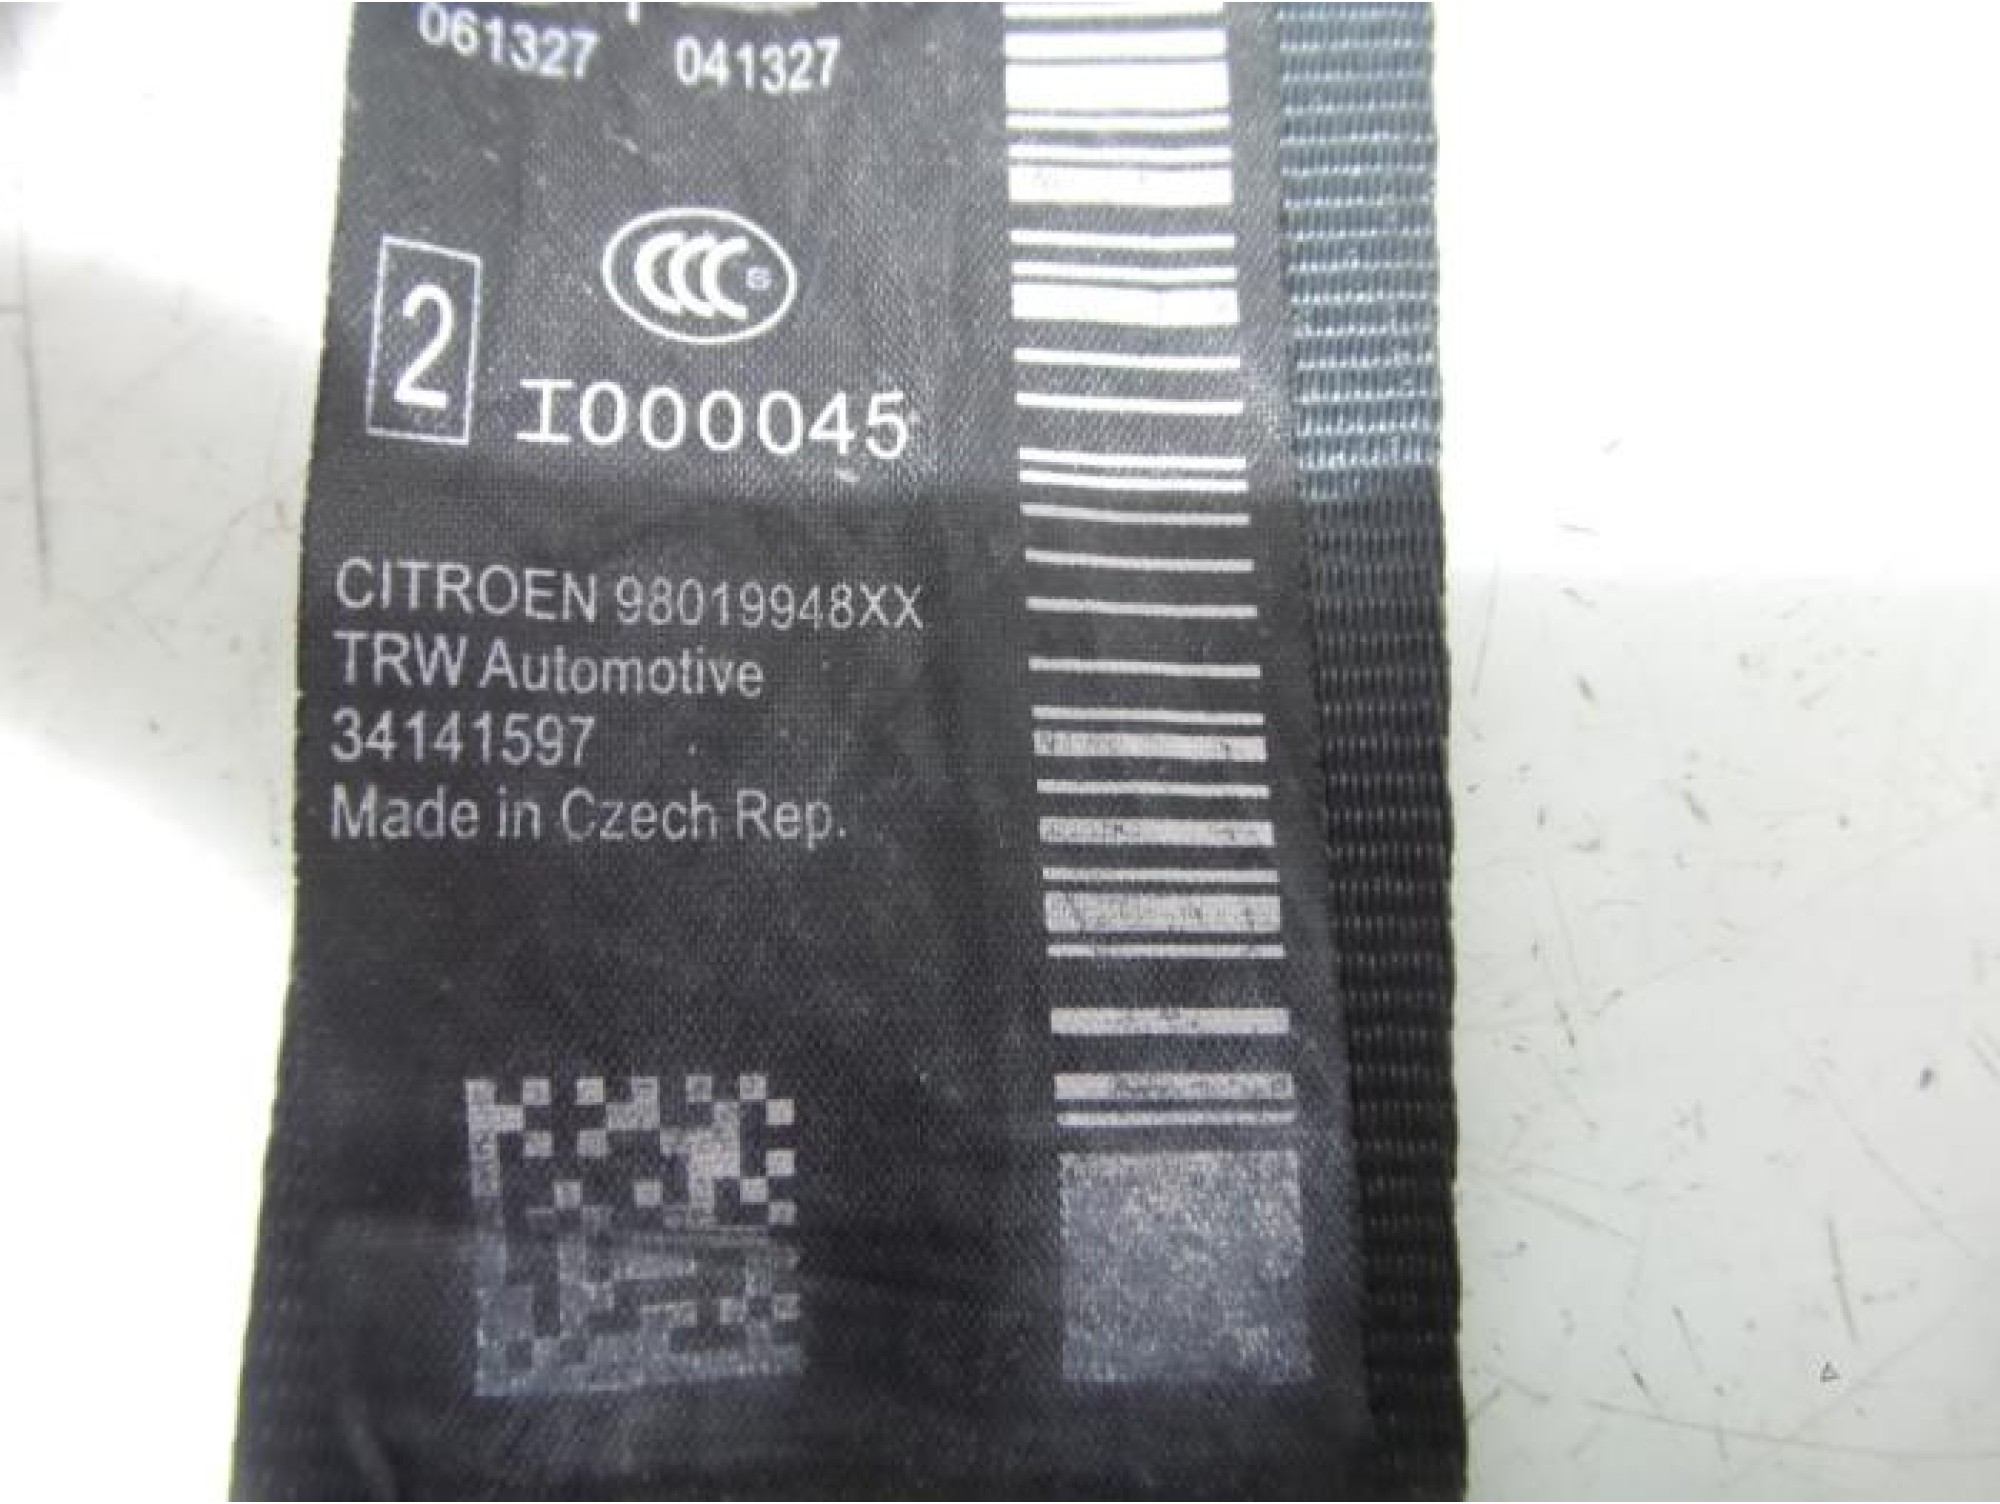 061327 041327
CCC S
2
I000045
CITROEN 98019948XX
TRW Automotive
34141597
Made in Czech Rep.